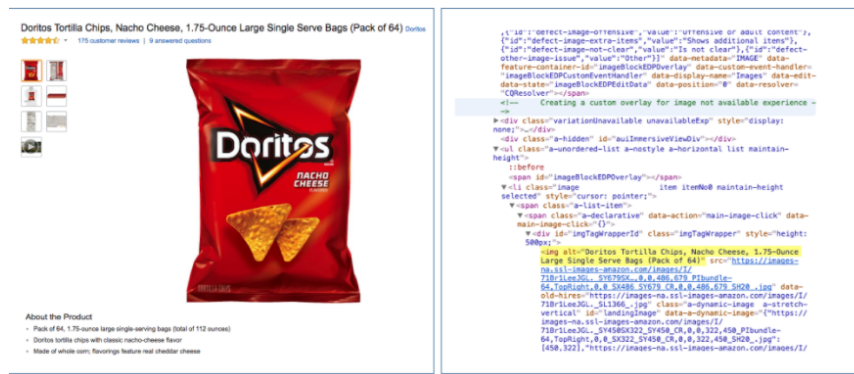 Doritos Tortilla Chips, Nacho Cheese, 1.75-Ounce Large Single Serve Bags (Pack of 64) Doritos
175 customer reviews | 9 answered questions
Doritos
NACHO
CHEESE
FLAVORED
TORTILLA CHIPS
About the Product
Pack of 64, 1.75-ounce large single-serving bags (total of 112 ounces)
Doritos tortilla chips with classic nacho-cheese flavor
Made of whole corn; flavorings feature real cheddar cheese
,{"id":"defect-image-offensive","value":"Offensive or adult content"},
{"id":"defect-image-extra-items","value":"Shows additional items"},
{"id":"defect-image-not-clear","value":"Is not clear"},{"id":"defect-
other-image-issue","value":"Other"}]" data-metadata="IMAGE" data-
feature-container-id="imageBlockEDPOverlay" data-custom-event-handler=
"imageBlockEDPCustomEventHandler" data-display-name="Images" data-edit-
data-state="imageBlockEDPEditData" data-position="0" data-resolver=
"CQResolver"></span>
<!-- Creating a custom overlay for image not available experience -
->
<div class="variationUnavailable unavailableExp" style="display:
none;">…</div>
<div class="a-hidden" id="auiImmersiveViewDiv"></div>
<ul class="a-unordered-list a-nostyle a-horizontal list maintain-
height">
::before
<span id="imageBlockEDPOverlay"></span>
<li class="image item itemNo0 maintain-height
selected" style="cursor: pointer;">
<span class="a-list-item">
<span class="a-declarative" data-action="main-image-click" data-
main-image-click="{}">
<div id="imgTagWrapperId" class="imgTagWrapper" style="height:
500px;">
<img alt="Doritos Tortilla Chips, Nacho Cheese, 1.75-Ounce
Large Single Serve Bags (Pack of 64)" src="https://images-
na.ssl-images-amazon.com/images/I/
718r1LeeJGL._SY679SX_,0,0,486,679_PIbundle-
64,TopRight,0,0_SX486_SY679_CR,0,0,486,679_SH20_.jpg" data-
old-hires="https://images-na.ssl-images-amazon.com/images/I/
718r1LeeJGL._SL1366_.jpg" class="a-dynamic-image a-stretch-
vertical" id="landingImage" data-a-dynamic-image="{"https://
images-na.ssl-images-amazon.com/images/I/
718r1LeeJGL._SY450SX322_SY450_CR,0,0,322,450_PIbundle-
64,TopRight,0,0_SX322_SY450_CR,0,0,322,450_SH20_.jpg":
[450,322],"https://images-na.ssl-images-amazon.com/images/I/